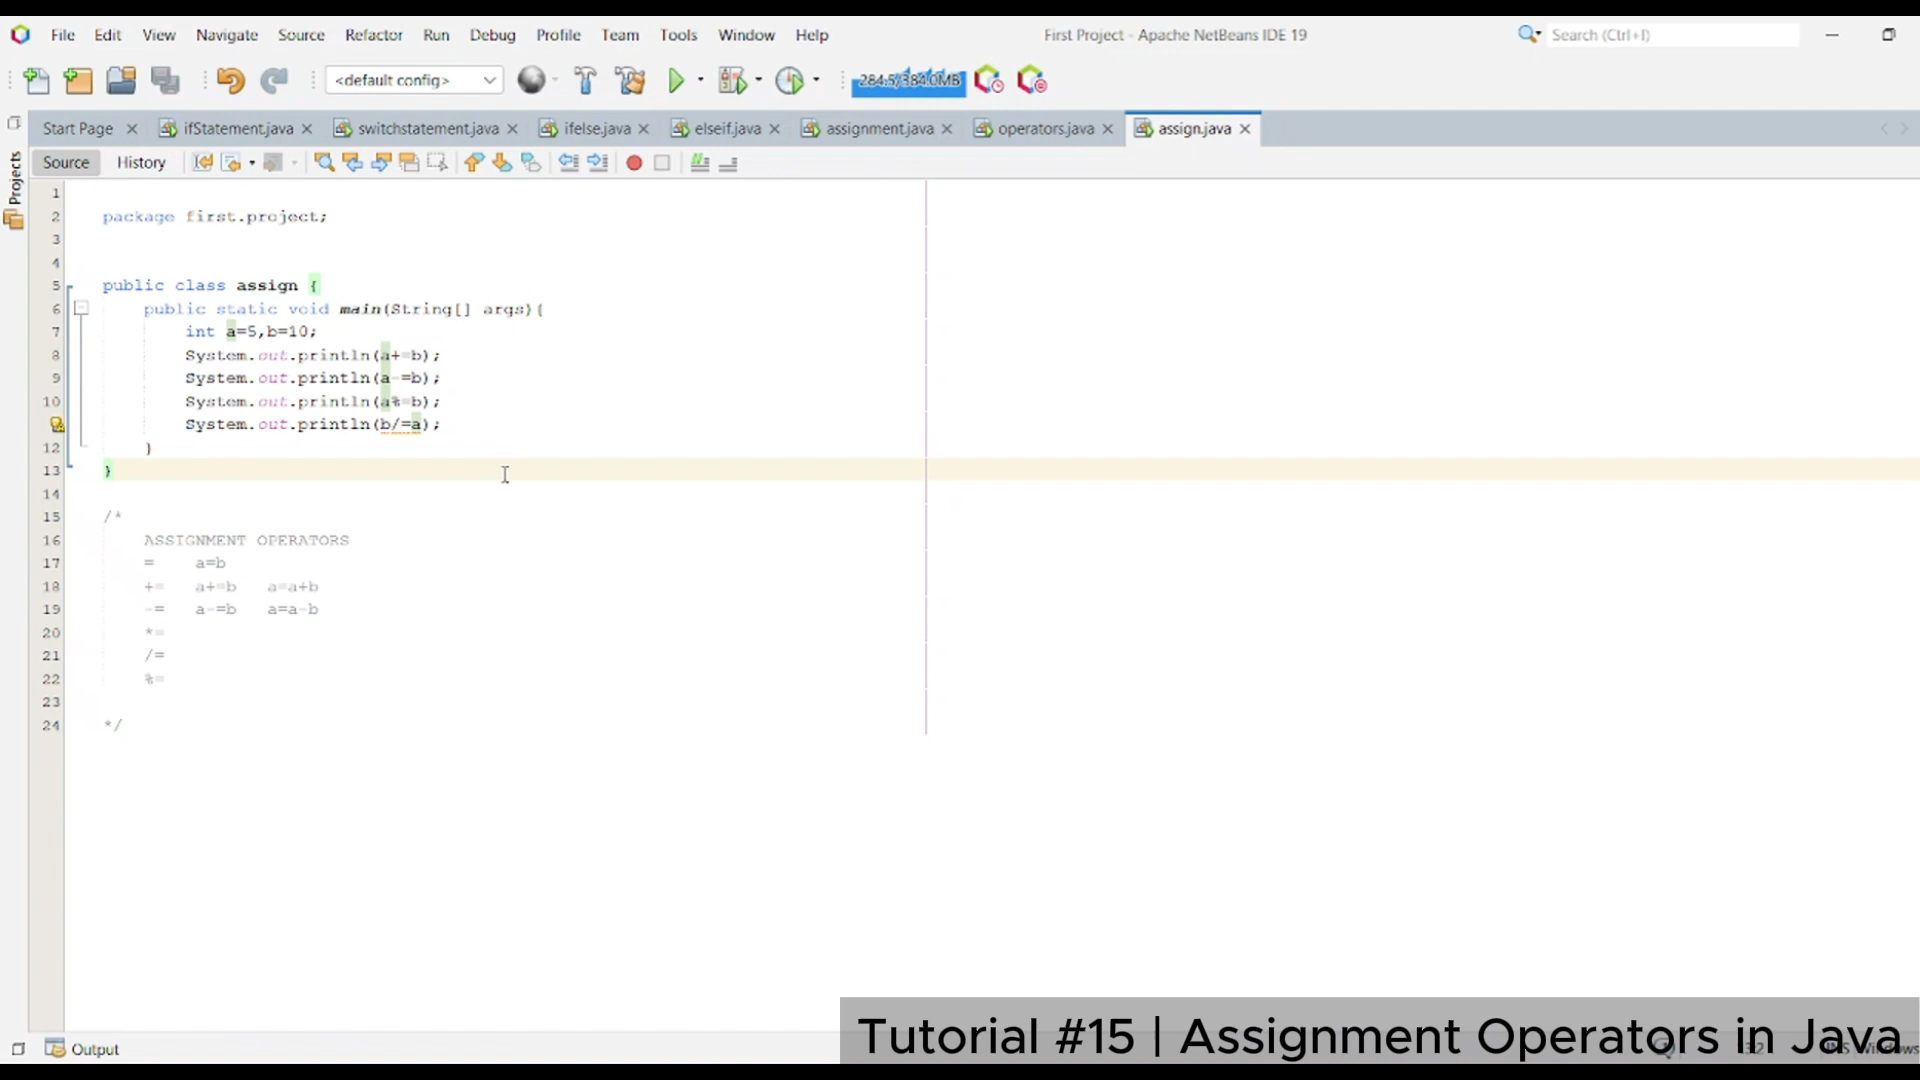 File Edit View Navigate Source Refactor Run Debug Profile Team Tools Window Help First Project - Apache NetBeans IDE 19 Search (Ctrl+I)
<default config> 284.5/384.0MB
Start Page ifStatement.java switchstatement.java ifelse.java elseif.java assignment.java operators.java assign.java
Projects
Source History
1
2 package first.project;
3
4
5 public class assign {
6 public static void main(String[] args){
7 int a=5,b=10;
8 System.out.println(a+=b);
9 System.out.println(a-=b);
10 System.out.println(a%=b);
System.out.println(b/=a);
12 }
13 }
14
15 /*
16 ASSIGNMENT OPERATORS
17 = a=b
18 += a+=b a=a+b
19 -= a-=b a=a-b
20 *=
21 /=
22 %=
23
24 */
Output
Tutorial #15 | Assignment Operators in Java